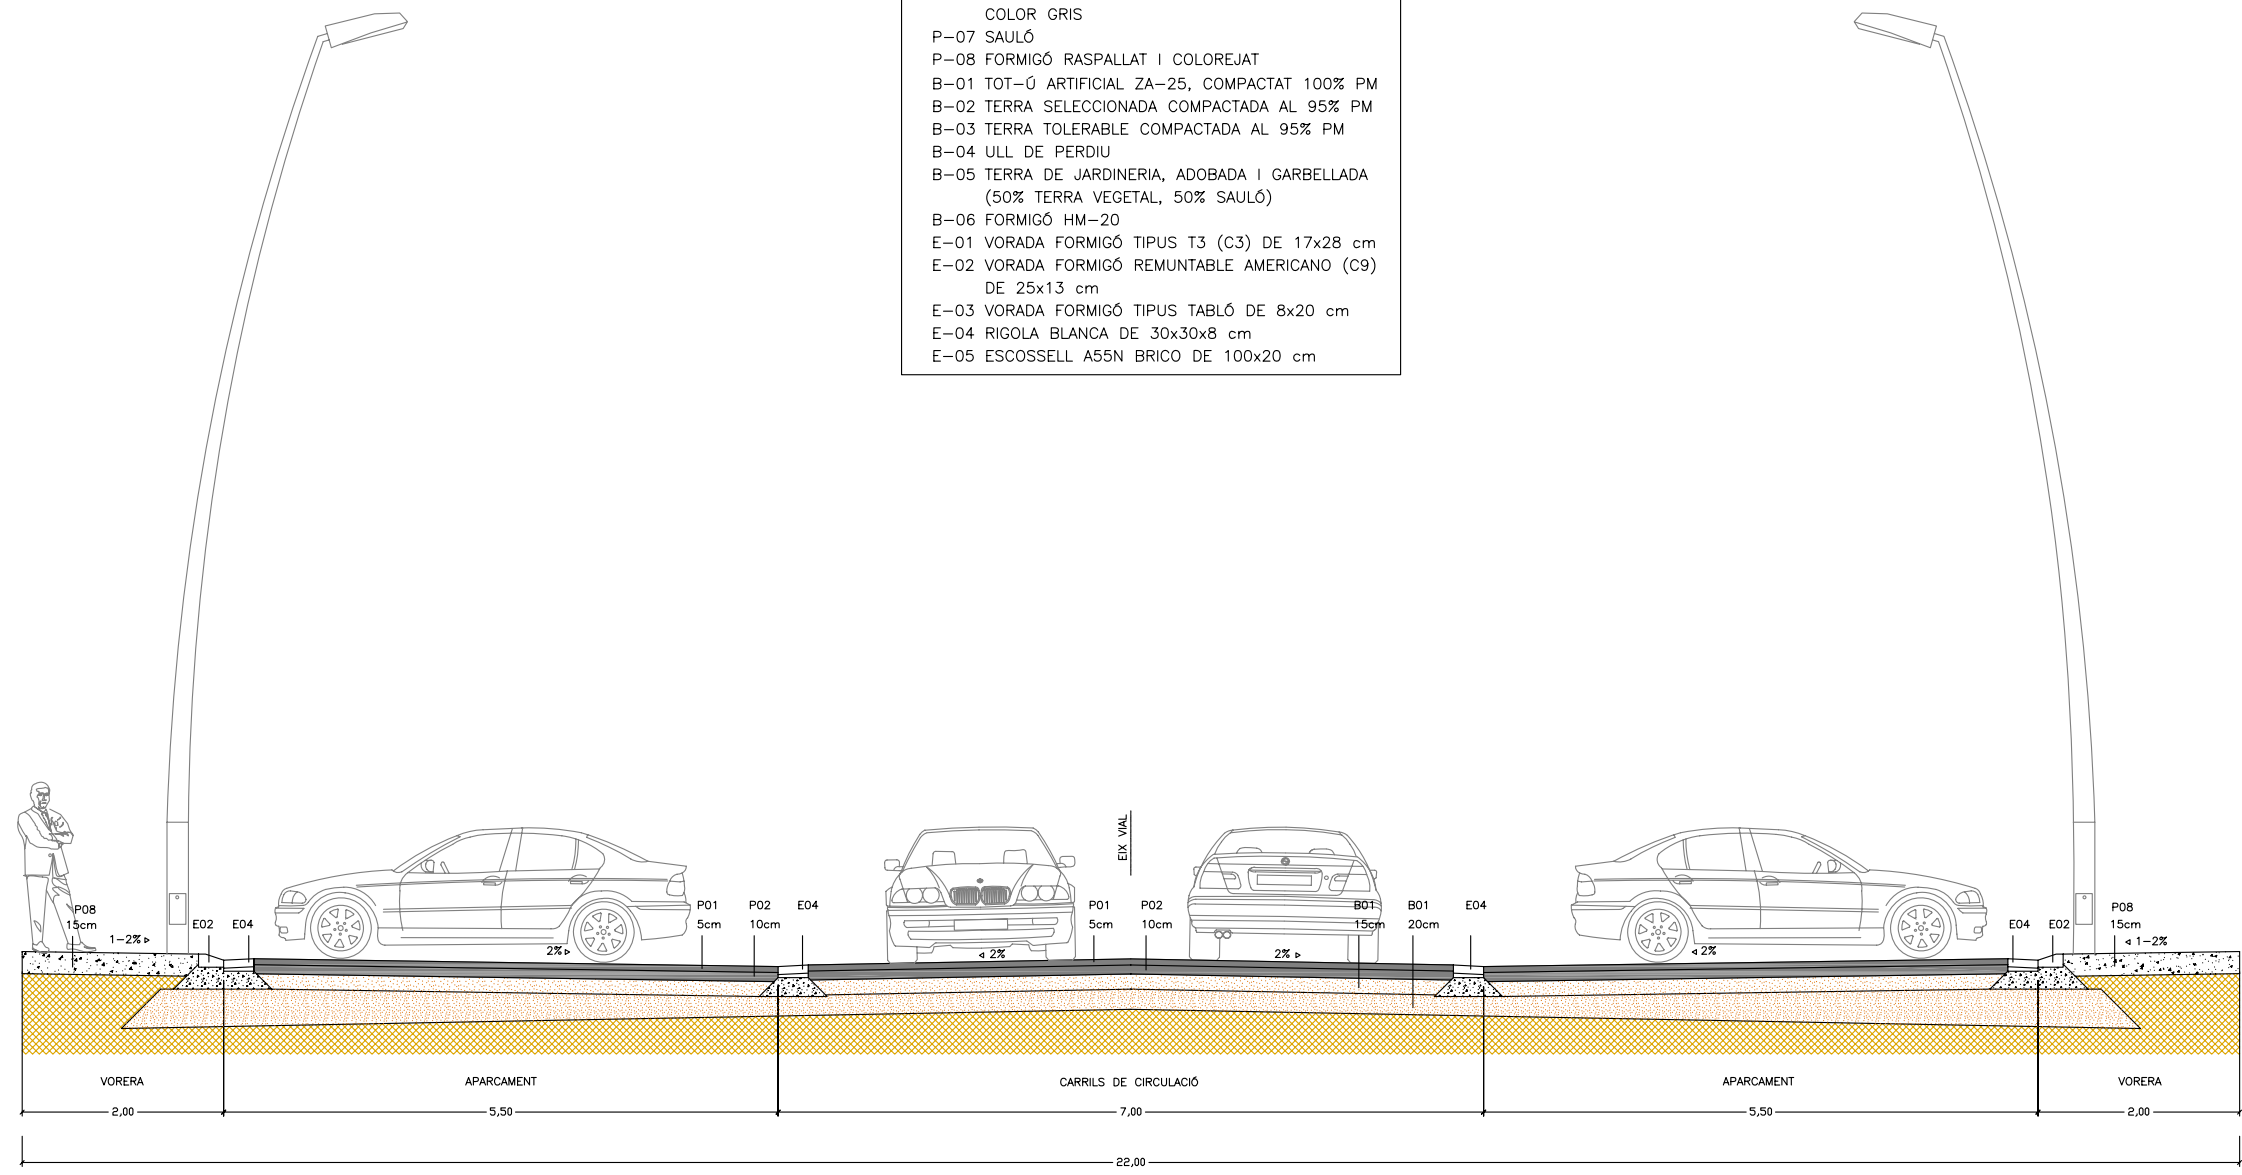 COLOR GRIS
P-07 SAULÓ
P-08 FORMIGÓ RASPALLAT I COLOREJAT
B-01 TOT-Ú ARTIFICIAL ZA-25, COMPACTAT 100% PM
B-02 TERRA SELECCIONADA COMPACTADA AL 95% PM
B-03 TERRA TOLERABLE COMPACTADA AL 95% PM
B-04 ULL DE PERDIU
B-05 TERRA DE JARDINERIA, ADOBADA I GARBELLADA
(50% TERRA VEGETAL, 50% SAULÓ)
B-06 FORMIGÓ HM-20
E-01 VORADA FORMIGÓ TIPUS T3 (C3) DE 17x28 cm
E-02 VORADA FORMIGÓ REMUNTABLE AMERICANO (C9)
DE 25x13 cm
E-03 VORADA FORMIGÓ TIPUS TABLÓ DE 8x20 cm
E-04 RIGOLA BLANCA DE 30x30x8 cm
E-05 ESCOSSELL A55N BRICO DE 100x20 cm
EIX VIAL
P08
15cm
1-2%
E02
E04
2%
P01
5cm
P02
10cm
E04
2%
P01
5cm
P02
10cm
2%
B01
15cm
B01
20cm
E04
2%
E04
E02
P08
15cm
1-2%
VORERA
APARCAMENT
CARRILS DE CIRCULACIÓ
APARCAMENT
VORERA
2,00
5,50
7,00
5,50
2,00
22,00